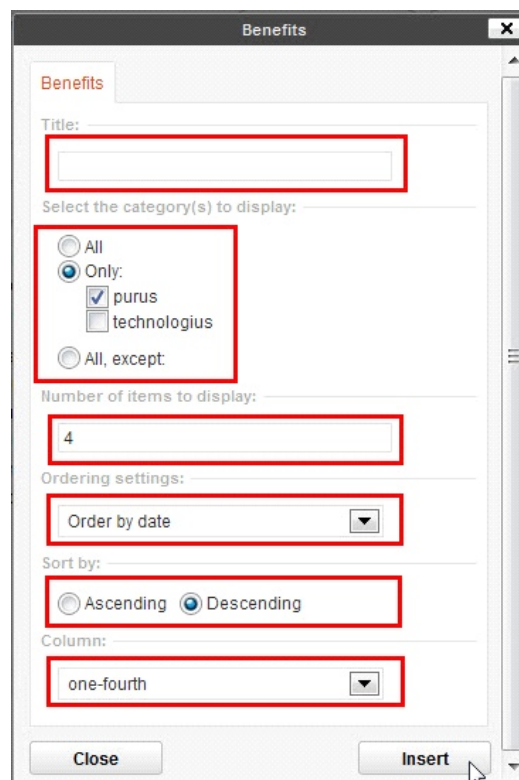 Benefits
Benefits
Title:
Select the category(s) to display:
All
Only:
purus
technologius
All, except:
Number of items to display:
4
Ordering settings:
Order by date
Sort by:
Ascending Descending
Column:
one-fourth
Close Insert